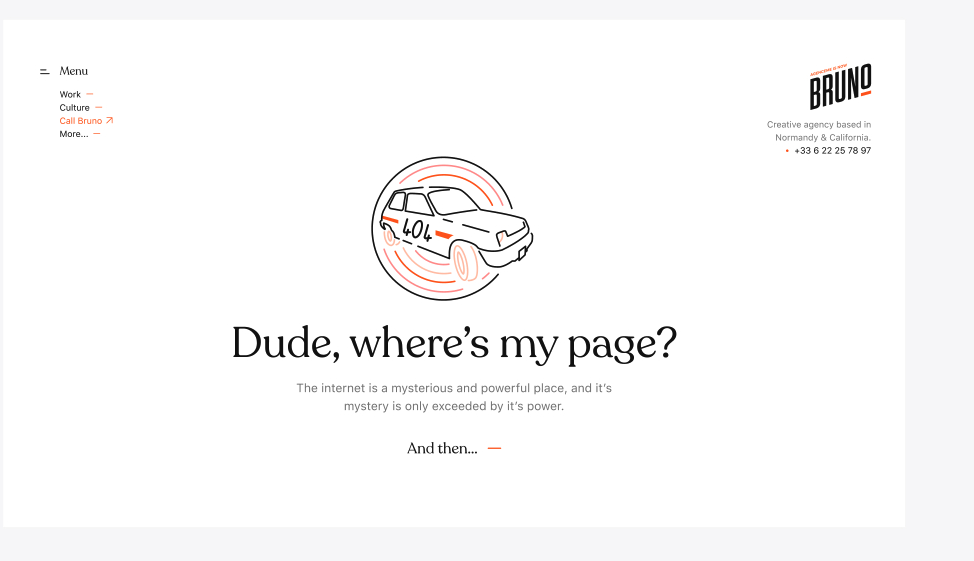 Menu
Work
Culture
Call Bruno
More...
BRUNO
Creative agency based in
Normandy & California.
+33 6 22 25 78 97
404
Dude, where's my page?
The internet is a mysterious and powerful place, and it's
mystery is only exceeded by it's power.
And then...